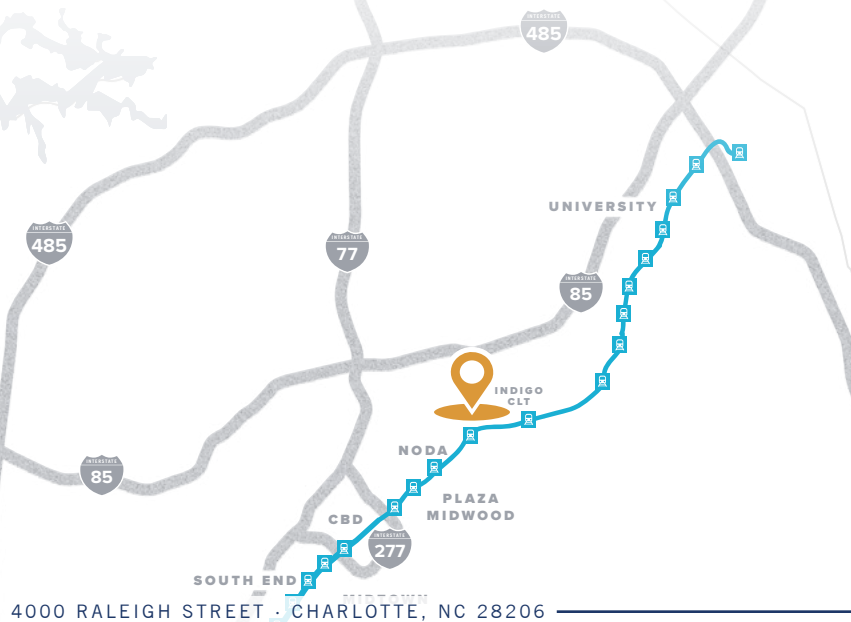 INTERSTATE
485
INTERSTATE
485
INTERSTATE
77
INTERSTATE
85
UNIVERSITY
INDIGO
CLT
NODA
INTERSTATE
85
PLAZA
MIDWOOD
CBD
INTERSTATE
277
SOUTH END
MIDTOWN
4000 RALEIGH STREET · CHARLOTTE, NC 28206